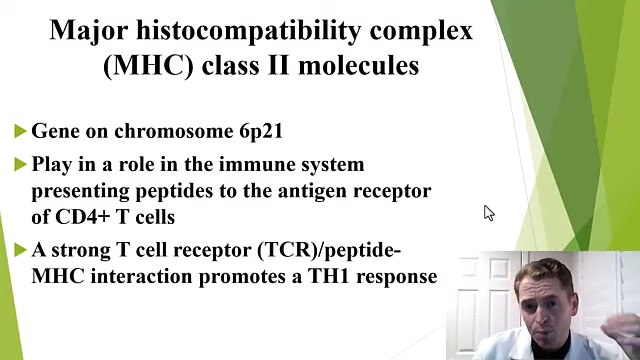 Major histocompatibility complex
(MHC) class II molecules
Gene on chromosome 6p21
Play in a role in the immune system
presenting peptides to the antigen receptor
of CD4+ T cells
A strong T cell receptor (TCR)/peptide-
MHC interaction promotes a TH1 response